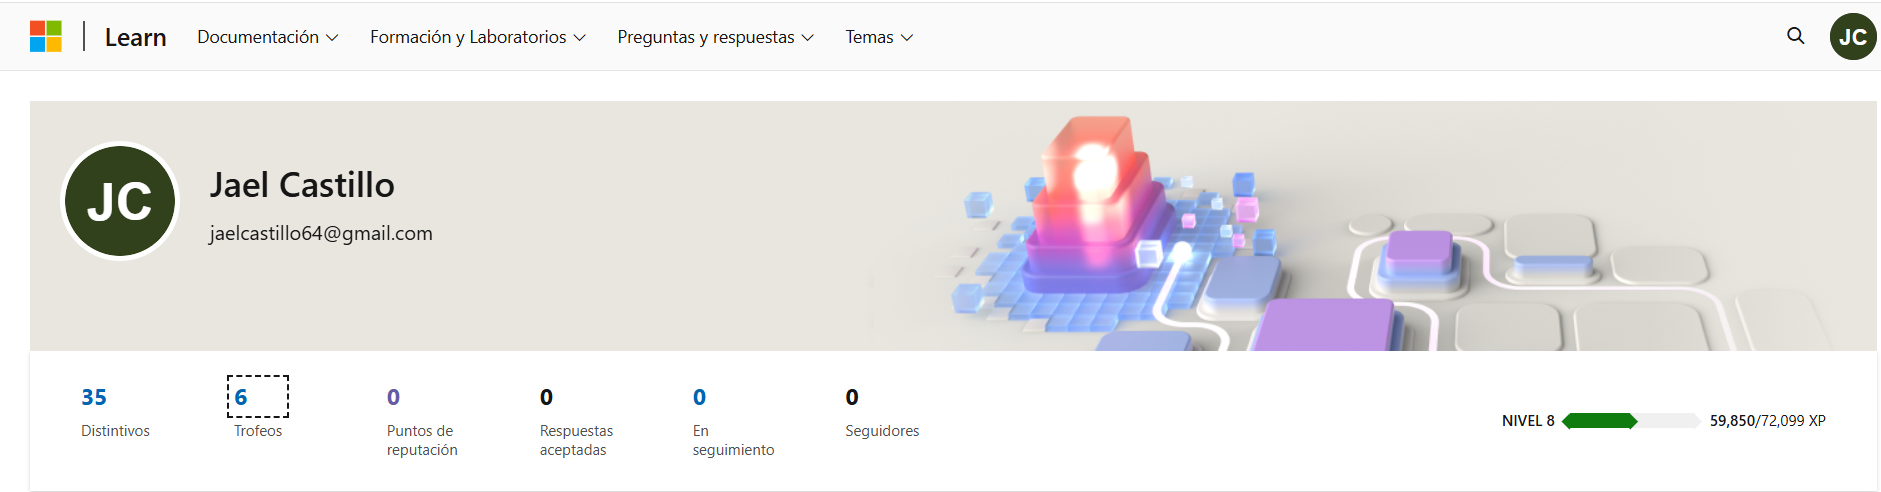 Learn Documentación Formación y Laboratorios Preguntas y respuestas Temas JC
JC
Jael Castillo
jaelcastillo64@gmail.com
35 6 0 0 0 0
Distintivos Trofeos Puntos de reputación Respuestas aceptadas En seguimiento Seguidores
NIVEL 8 59,850/72,099 XP